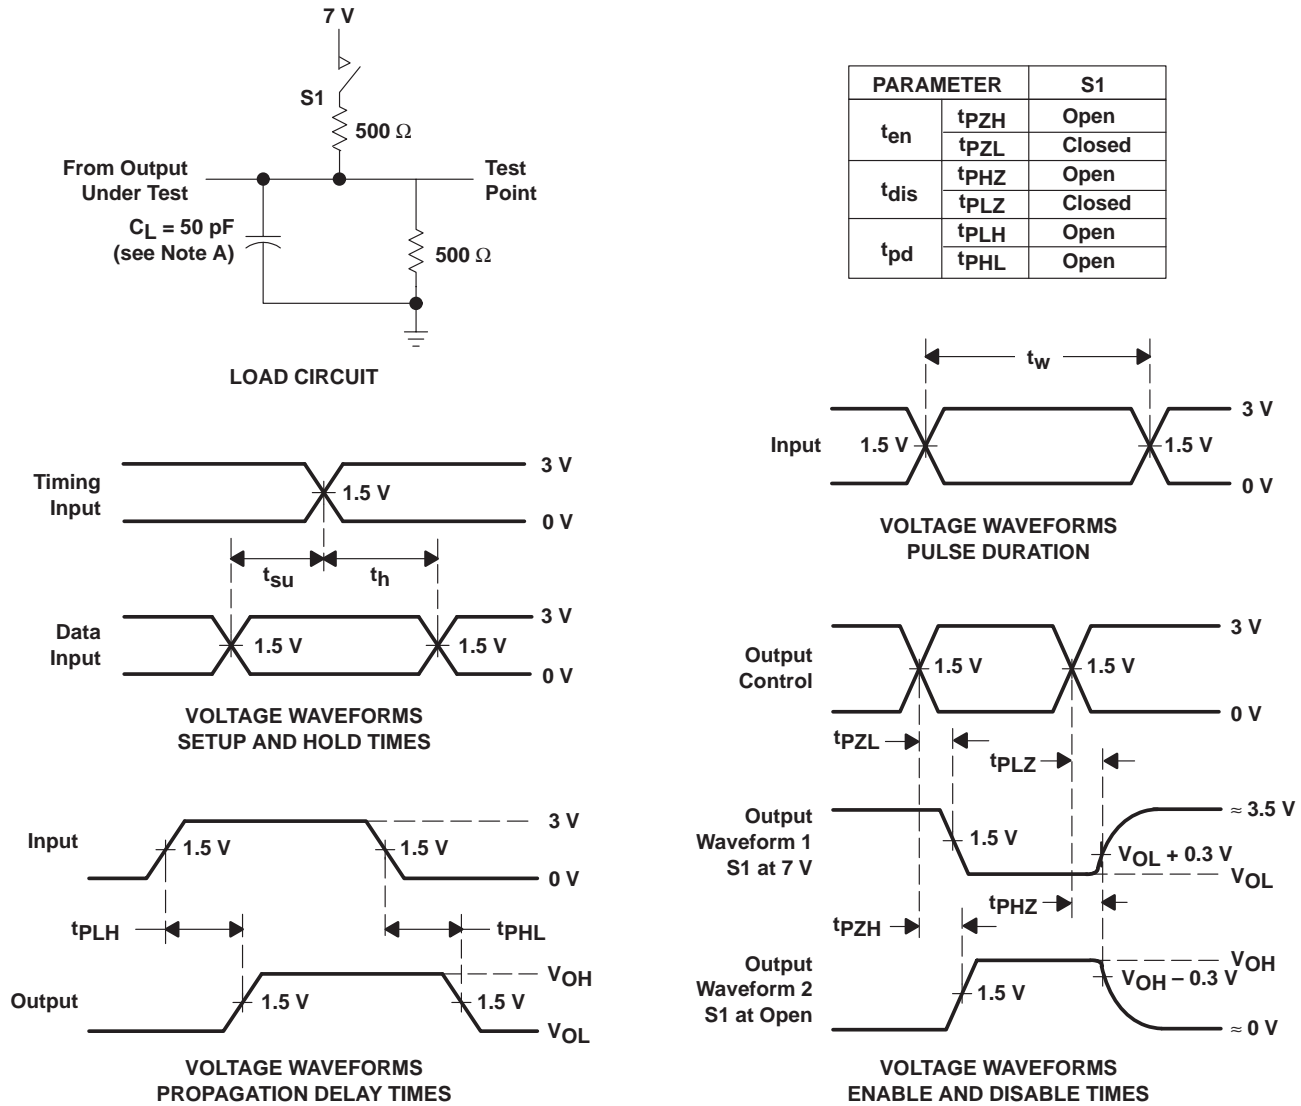 7 V
S1
500 Ω
From Output
Under Test
Test
Point
CL = 50 pF
(see Note A)
500 Ω
LOAD CIRCUIT
PARAMETER S1
ten tPZH Open
tPZL Closed
tdis tPHZ Open
tPLZ Closed
tpd tPLH Open
tPHL Open
tw
3 V
Input 1.5 V 1.5 V
0 V
VOLTAGE WAVEFORMS
PULSE DURATION
Timing
Input
3 V
1.5 V
0 V
tsu th
Data
Input
3 V
1.5 V 1.5 V
0 V
VOLTAGE WAVEFORMS
SETUP AND HOLD TIMES
Input
3 V
1.5 V 1.5 V
0 V
tPLH tPHL
Output
VOH
1.5 V 1.5 V
VOL
VOLTAGE WAVEFORMS
PROPAGATION DELAY TIMES
Output
Control
3 V
1.5 V 1.5 V
0 V
tPZL
tPLZ
Output
Waveform 1
S1 at 7 V
≈ 3.5 V
1.5 V
VOL + 0.3 V
VOL
tPHZ
tPZH
Output
Waveform 2
S1 at Open
VOH
VOH – 0.3 V
1.5 V
≈ 0 V
VOLTAGE WAVEFORMS
ENABLE AND DISABLE TIMES